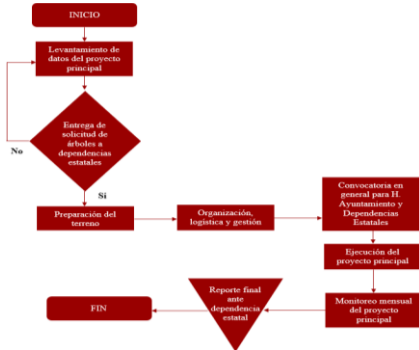 INICIO
Levantamiento de
datos del proyecto
principal
Entrega de
solicitud de
árboles a
dependencias
estatales
No
Si
Preparación del
terreno
Organización,
logística y gestión
Convocatoria en
general para H.
Ayuntamiento y
Dependencias
Estatales
Ejecución del
proyecto principal
Monitoreo mensual
del proyecto
principal
Reporte final
ante
dependencia
estatal
FIN